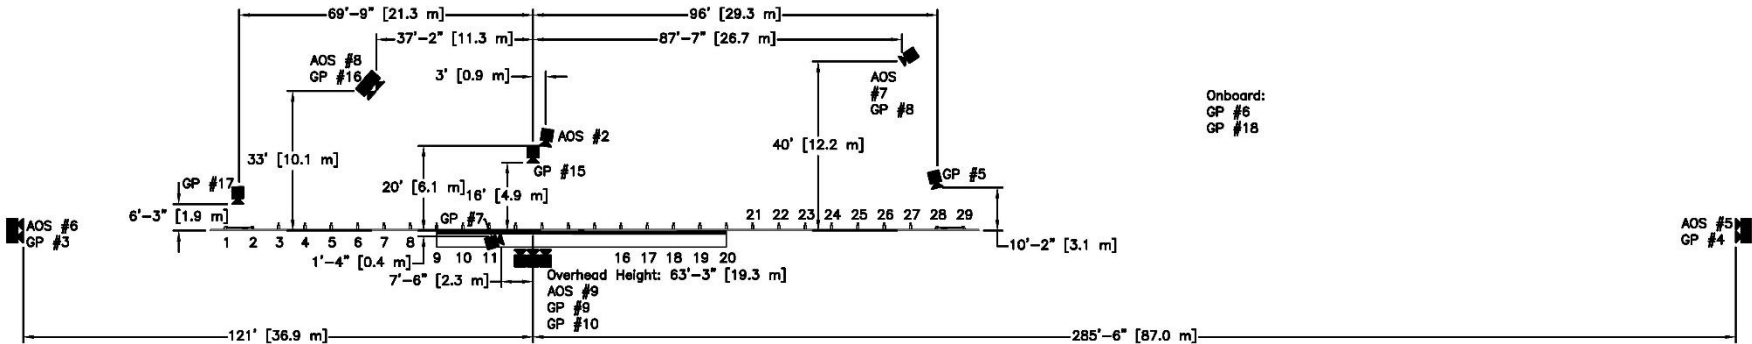 69'-9" [21.3 m]
96' [29.3 m]
37'-2" [11.3 m]
87'-7" [26.7 m]
AOS #8
GP #16
3' [0.9 m]
AOS
#7
GP #8
Onboard:
GP #6
GP #18
AOS #2
33' [10.1 m]
40' [12.2 m]
GP #15
GP #17
20' [6.1 m]
16' [4.9 m]
GP #5
6'-3" [1.9 m]
GP #7
21 22 23 24 25 26 27 28 29
AOS #6
GP #3
1 2 3 4 5 6 7 8
AOS #5
GP #4
10'-2" [3.1 m]
1'-4" [0.4 m]
9 10 11 16 17 18 19 20
7'-6" [2.3 m]
Overhead Height: 63'-3" [19.3 m]
AOS #9
GP #9
GP #10
121' [36.9 m]
285'-6" [87.0 m]